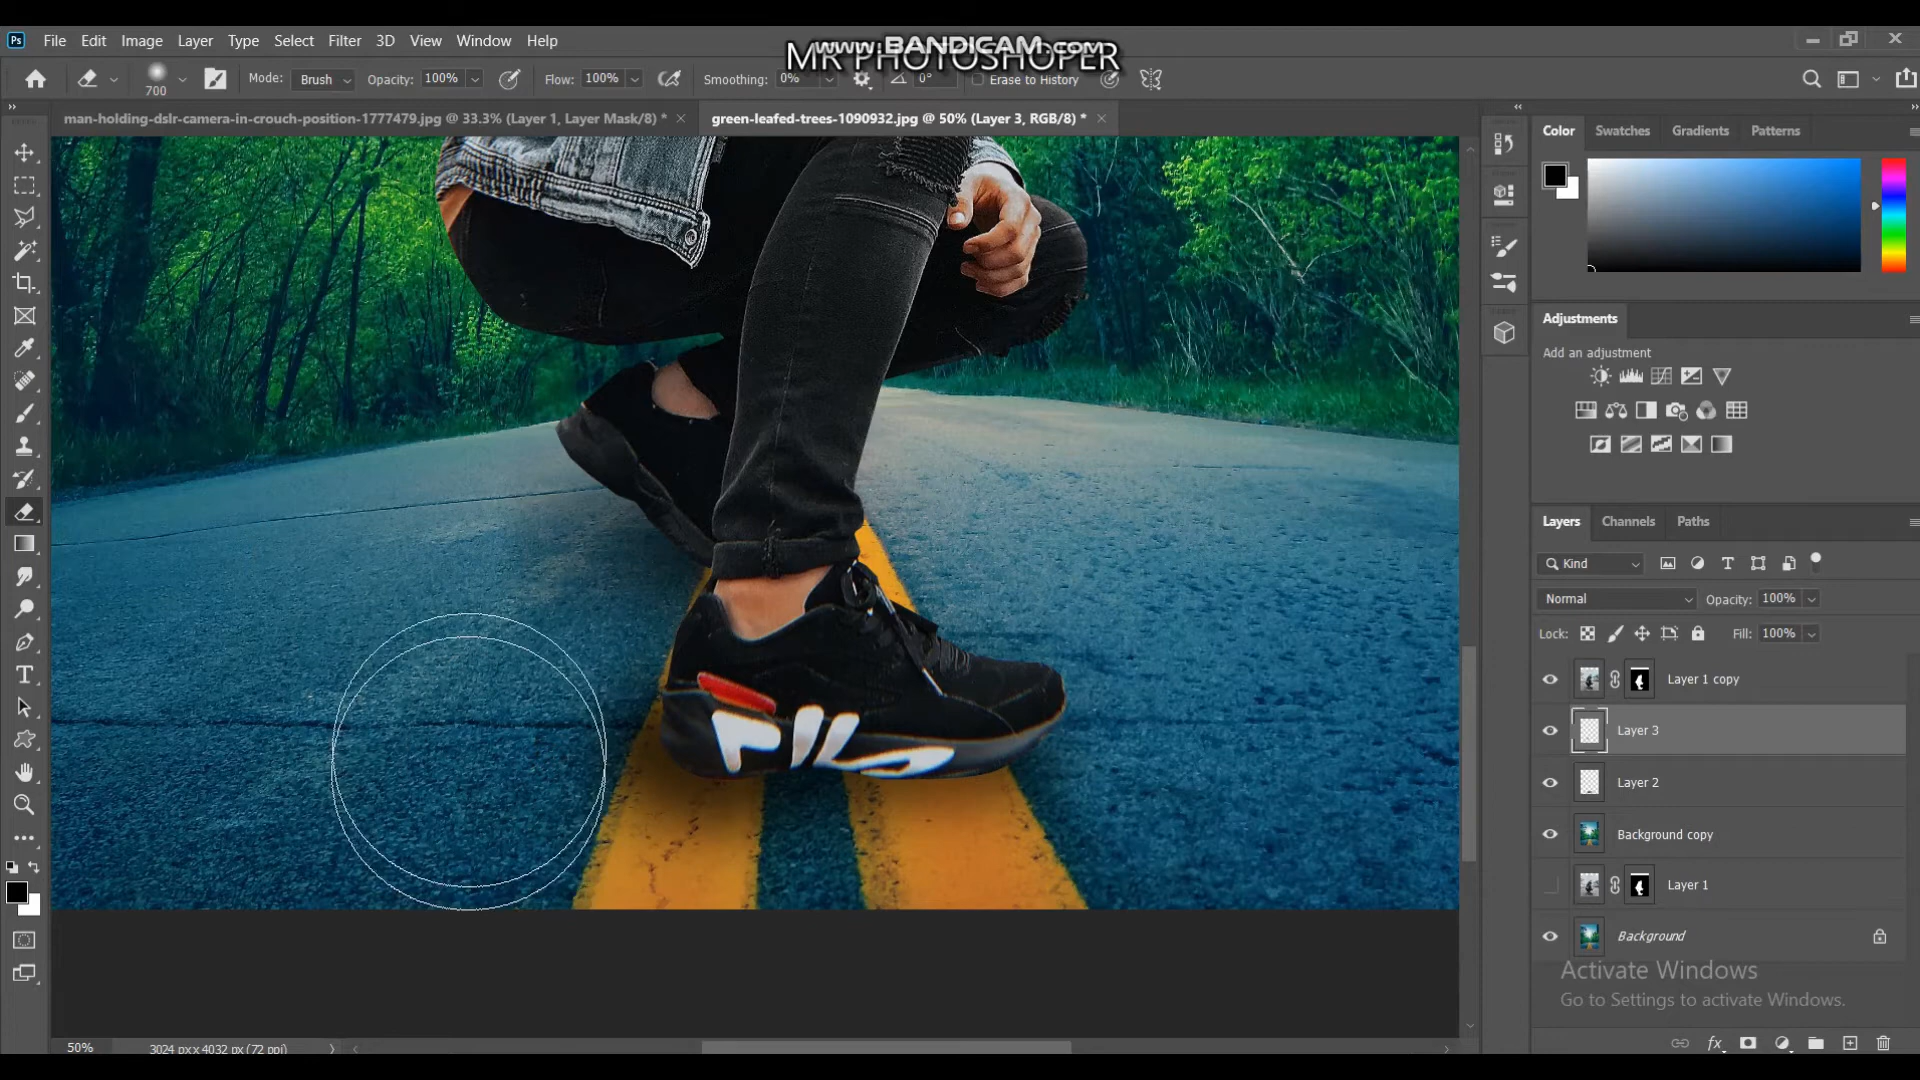 www.BANDICAM.com
MR PHOTOSHOPER
Ps File Edit Image Layer Type Select Filter 3D View Window Help
700 Mode: Brush Opacity: 100% Flow: 100% Smoothing: 0% 0° Erase to History
man-holding-dslr-camera-in-crouch-position-1777479.jpg @ 33.3% (Layer 1, Layer Mask/8) *
green-leafed-trees-1090932.jpg @ 50% (Layer 3, RGB/8) *
Color Swatches Gradients Patterns
Adjustments
Add an adjustment
Layers Channels Paths
Kind
Normal Opacity: 100%
Lock: Fill: 100%
Layer 1 copy
Layer 3
Layer 2
Background copy
Layer 1
Background
Activate Windows
Go to Settings to activate Windows.
50% 3024 px x 4032 px (72 ppi)
fx